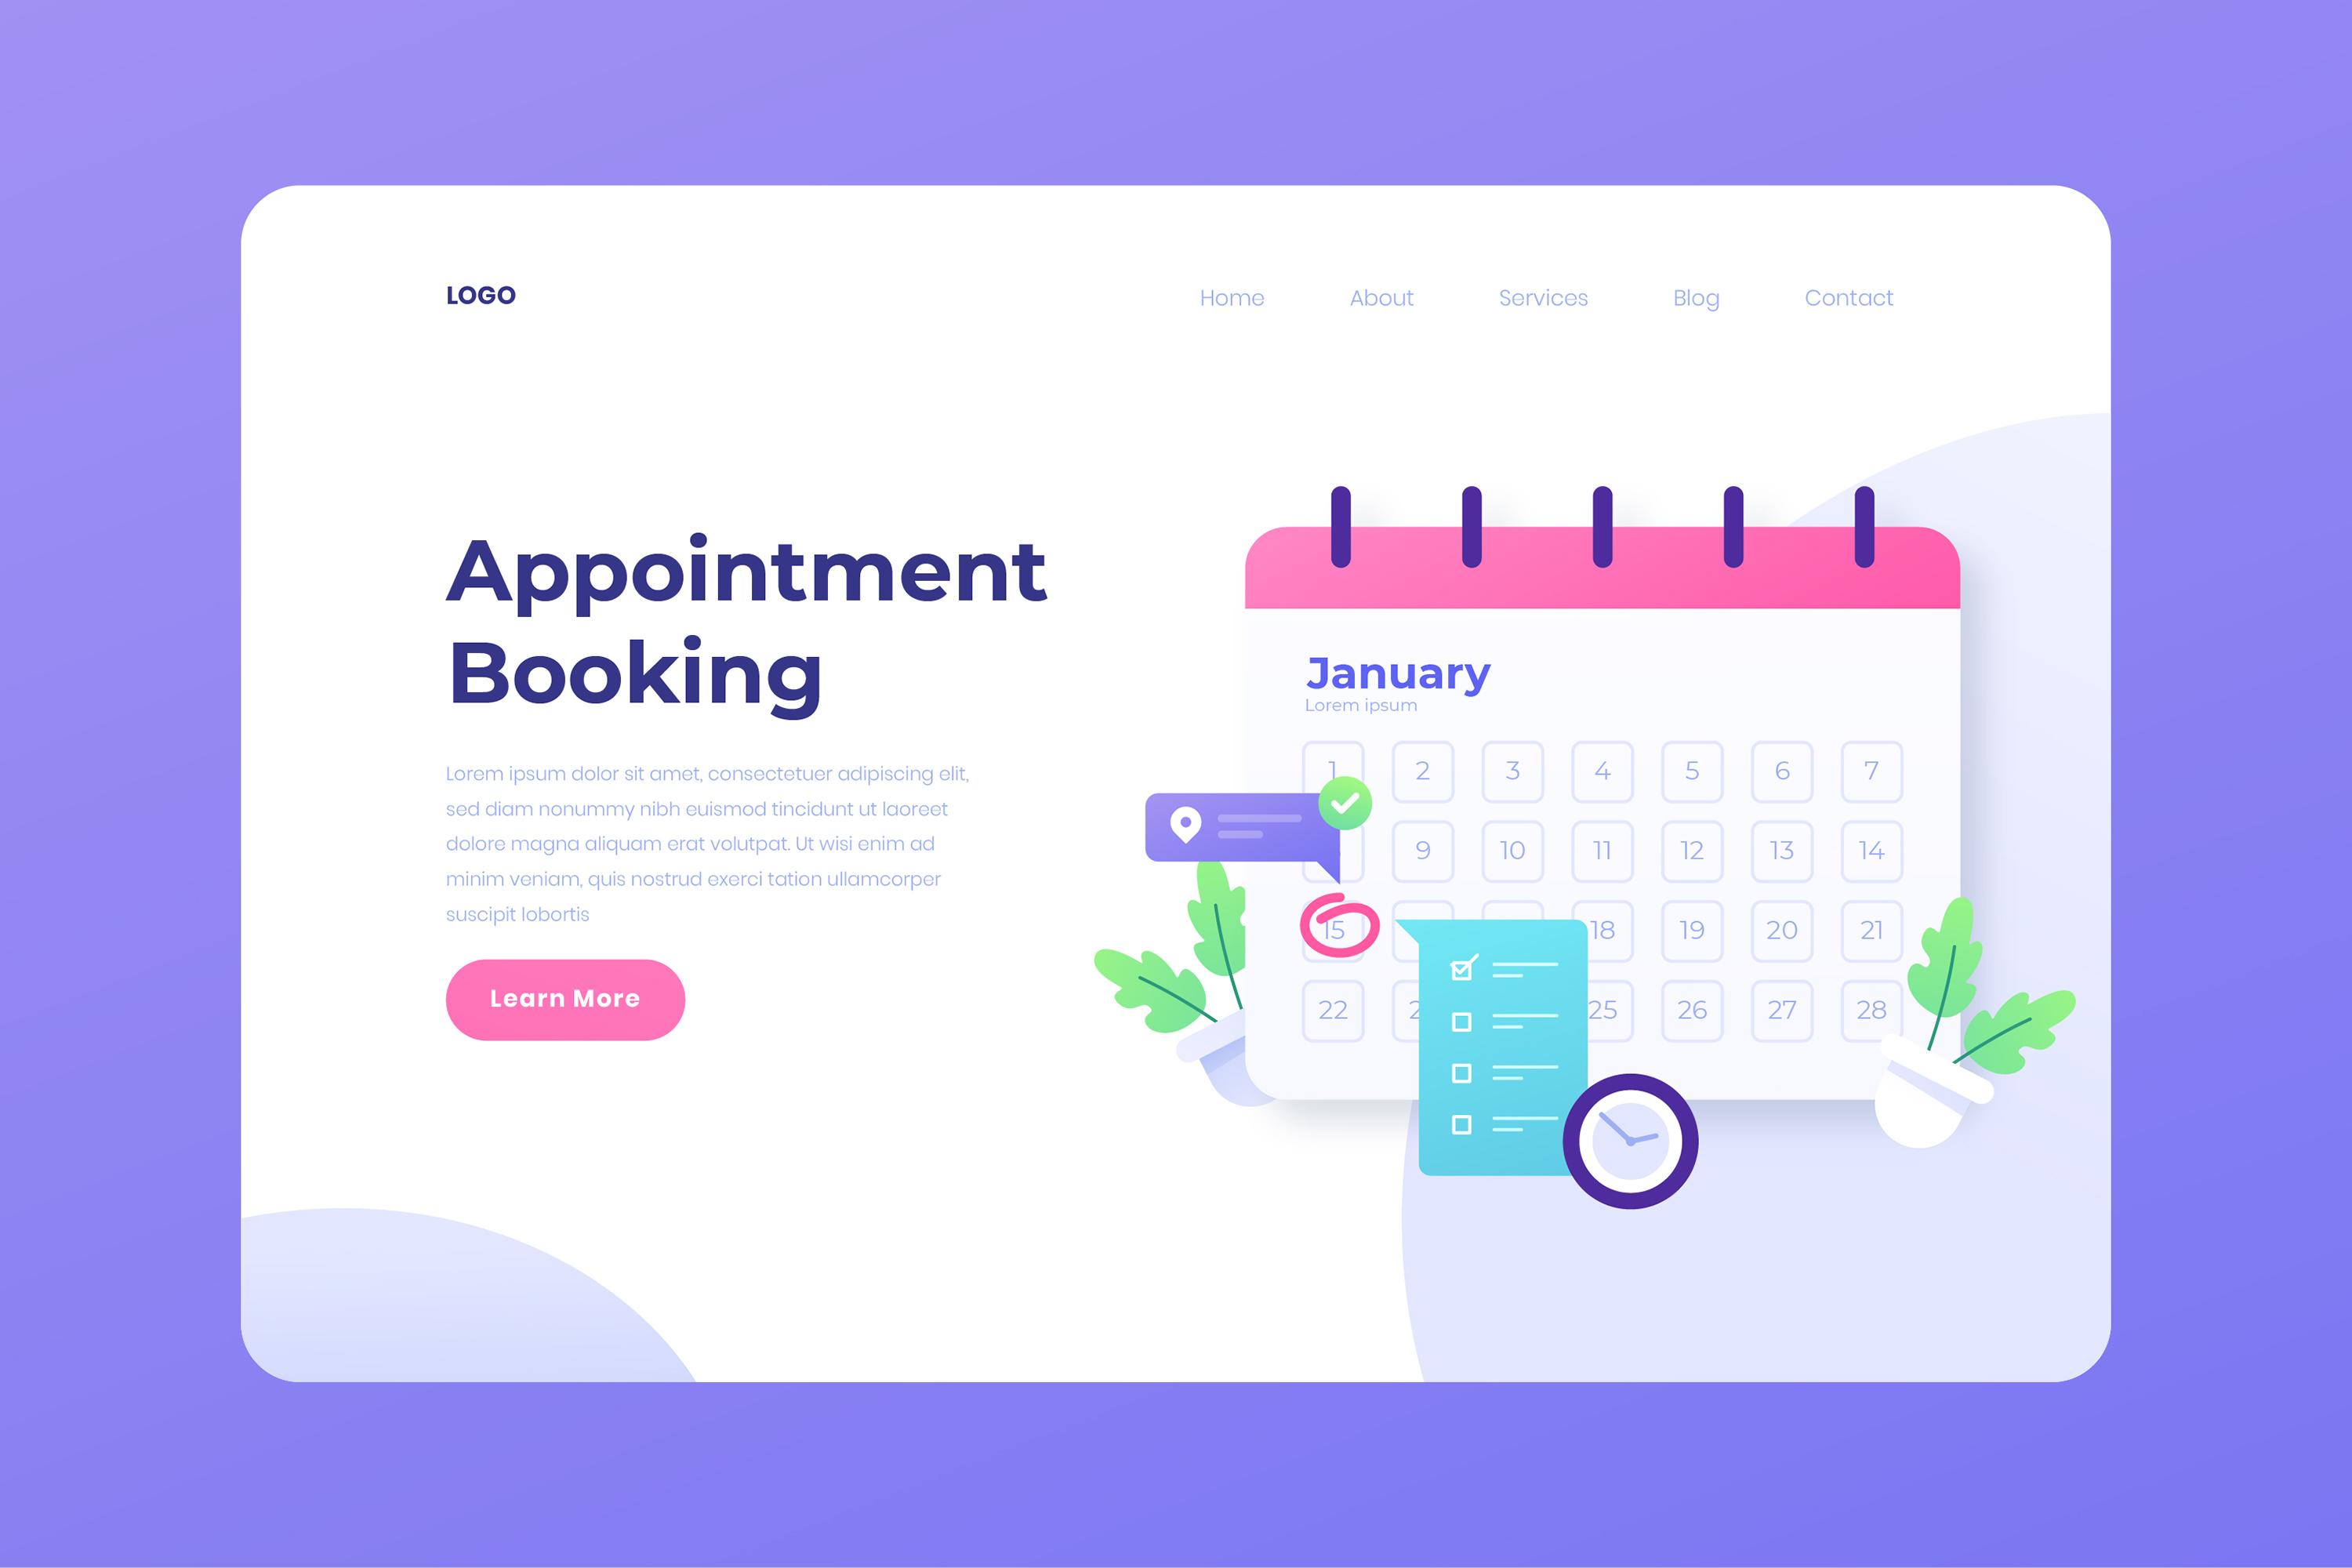 LOGO
Home About Services Blog Contact
Appointment
Booking
Lorem ipsum dolor sit amet, consectetuer adipiscing elit,
sed diam nonummy nibh euismod tincidunt ut laoreet
dolore magna aliquam erat volutpat. Ut wisi enim ad
minim veniam, quis nostrud exerci tation ullamcorper
suscipit lobortis
Learn More
January
Lorem ipsum
1 2 3 4 5 6 7
9 10 11 12 13 14
15 18 19 20 21
22 25 26 27 28